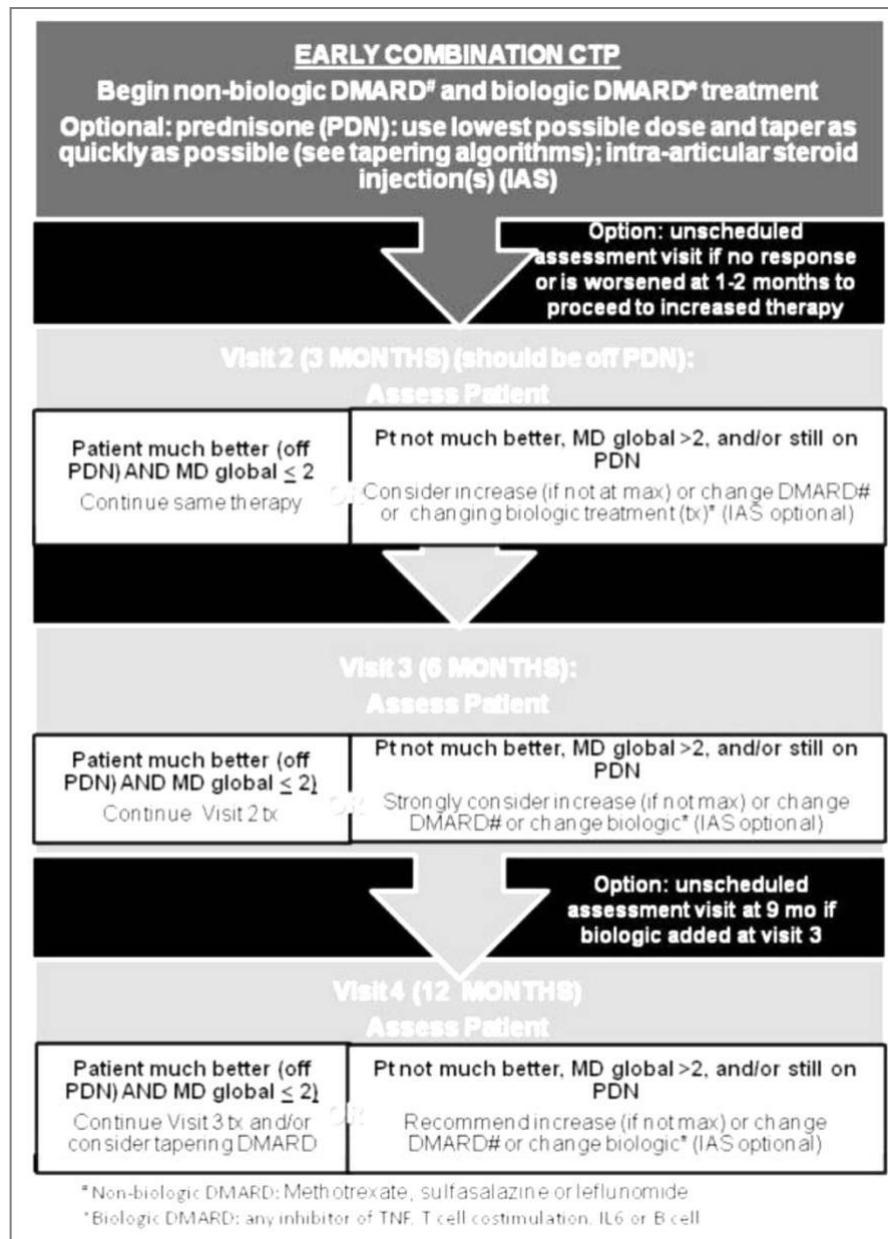 EARLY COMBINATION CTP
Begin non-biologic DMARD# and biologic DMARD* treatment
Optional: prednisone (PDN): use lowest possible dose and taper as
quickly as possible (see tapering algorithms); intra-articular steroid
injection(s) (IAS)
Option: unscheduled
assessment visit if no response
or is worsened at 1-2 months to
proceed to increased therapy
Visit 2 (3 MONTHS) (should be off PDN):
Assess Patient
Patient much better (off
PDN) AND MD global ≤ 2
Continue same therapy
OR
Pt not much better, MD global >2, and/or still on
PDN
Consider increase (if not at max) or change DMARD#
or changing biologic treatment (tx)* (IAS optional)
Visit 3 (6 MONTHS):
Assess Patient
Patient much better (off
PDN) AND MD global ≤ 2)
Continue Visit 2 tx
OR
Pt not much better, MD global >2, and/or still on
PDN
Strongly consider increase (if not max) or change
DMARD# or change biologic* (IAS optional)
Option: unscheduled
assessment visit at 9 mo if
biologic added at visit 3
Visit 4 (12 MONTHS)
Assess Patient
Patient much better (off
PDN) AND MD global ≤ 2)
Continue Visit 3 tx and/or
consider tapering DMARD
OR
Pt not much better, MD global >2, and/or still on
PDN
Recommend increase (if not max) or change
DMARD# or change biologic* (IAS optional)
#Non-biologic DMARD: Methotrexate, sulfasalazine or leflunomide
*Biologic DMARD: any inhibitor of TNF, T cell costimulation, IL6 or B cell